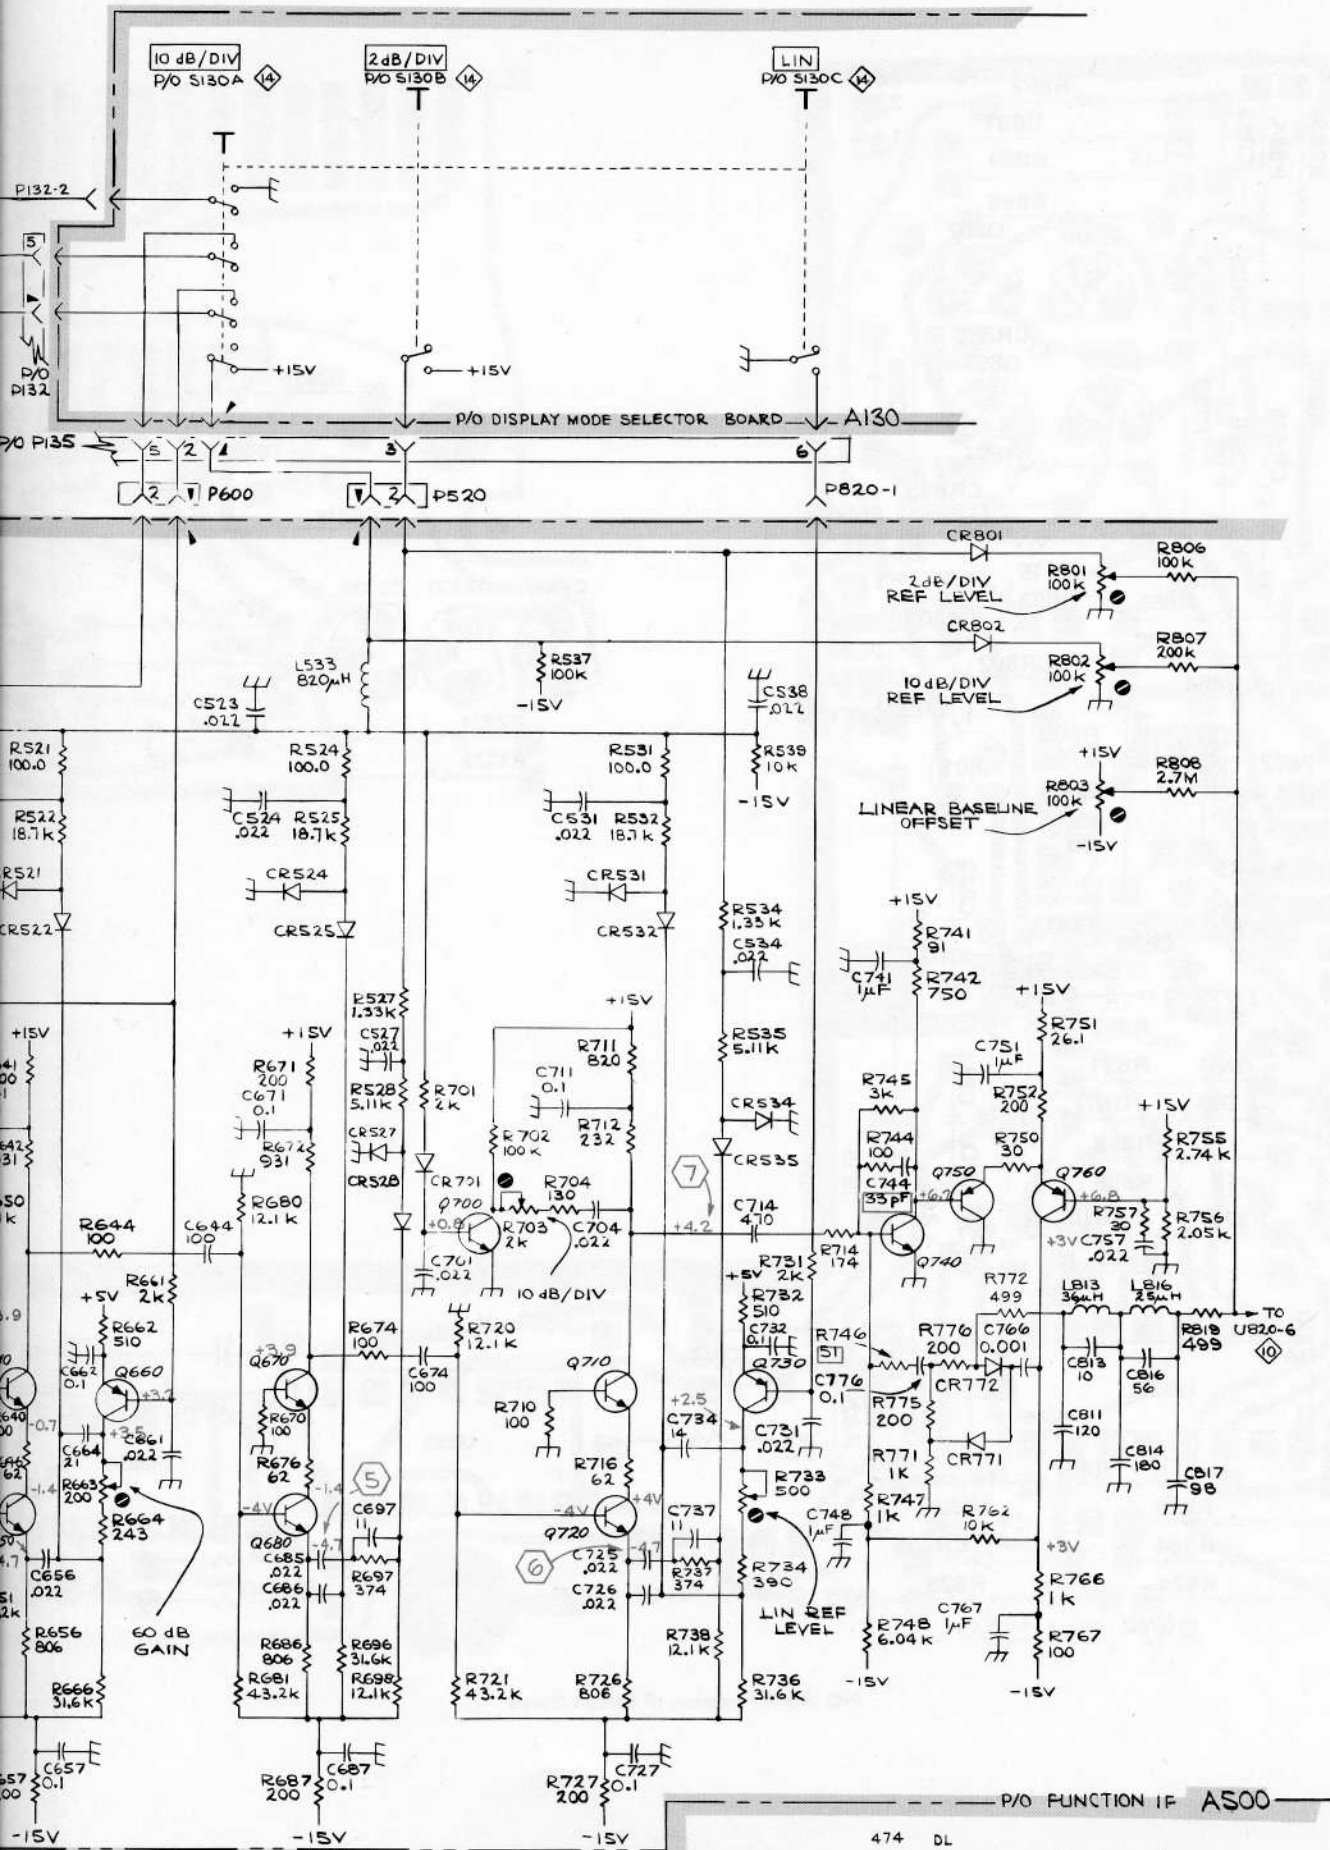 10 dB/DIV
P/O S130A 14
2dB/DIV
P/O S130B 14
LIN
P/O S130C 14
P132-2
5
P/O
P132
+15V
+15V
P/O DISPLAY MODE SELECTOR BOARD
A130
P/O P135
5
2
3
6
2
P600
2
P520
P820-1
CR801
2dB/DIV
REF LEVEL
R801
100K
R806
100K
CR802
R802
100K
R807
200K
10dB/DIV
REF LEVEL
L533
820µH
R537
100K
-15V
C523
.022
C538
.022
R521
100.0
R524
100.0
R531
100.0
R539
10K
-15V
+15V
R803
100K
R808
2.7M
LINEAR BASELINE
OFFSET
-15V
R522
18.7K
C524
.022
R525
18.7K
C531
.022
R532
18.7K
R521
CR524
CR531
CR522
CR525
CR532
R534
1.33K
C534
.022
+15V
R741
91
C741
1µF
R742
750
R527
1.33K
C527
.022
+15V
R535
5.11K
+15V
R751
26.1
C751
1µF
R752
200
+15V
+15V
R671
200
C671
0.1
R672
931
R711
820
C711
0.1
R712
232
R528
5.11K
R701
2K
CR527
CR528
R702
100K
CR701
CR534
CR535
R745
3K
R744
100
C744
33pF
+6.2
R750
30
Q750
Q760
+6.8
+15V
R755
2.74K
R756
2.05K
R757
30
C757
.022
+3V
7
+4.2
C714
470
R714
174
Q740
R680
12.1K
R644
100
C644
100
Q700
+0.8
R703
2K
R704
130
C704
.022
C701
.022
10 dB/DIV
R731
2K
+5V
R732
510
C732
0.1
R661
2K
+5V
R662
510
C662
0.1
Q660
+3.2
+3.5
+3.9
Q670
R674
100
C674
100
R720
12.1K
Q710
+2.5
Q730
R746
51
C776
0.1
R776
200
C766
0.001
R772
499
CR772
L813
36µH
L816
25µH
R819
499
TO
U820-6
10
C813
10
C816
56
C811
120
C814
180
C817
98
R775
200
CR771
R771
1K
R670
100
R676
62
R710
100
R716
62
C734
14
C731
.022
-0.7
C664
21
C661
.022
-1.4
R663
200
R664
243
-4V
-1.4
5
C697
11
Q680
-4.7
-4V
+4V
C737
11
Q720
6
-4.7
R733
500
R747
1K
C748
1µF
R762
10K
+3V
C656
.022
C685
.022
R697
374
C686
.022
C725
.022
R737
374
C726
.022
R734
390
R766
1K
60 dB
GAIN
LIN REF
LEVEL
R748
6.04K
C767
1µF
R767
100
R656
806
R686
806
R696
31.6K
R738
12.1K
-15V
-15V
R666
31.6K
R681
43.2K
R698
12.1K
R721
43.2K
R726
806
R736
31.6K
C657
0.1
C687
0.1
C727
0.1
R687
200
R727
200
-15V
-15V
-15V
P/O FUNCTION IF A500
474 DL